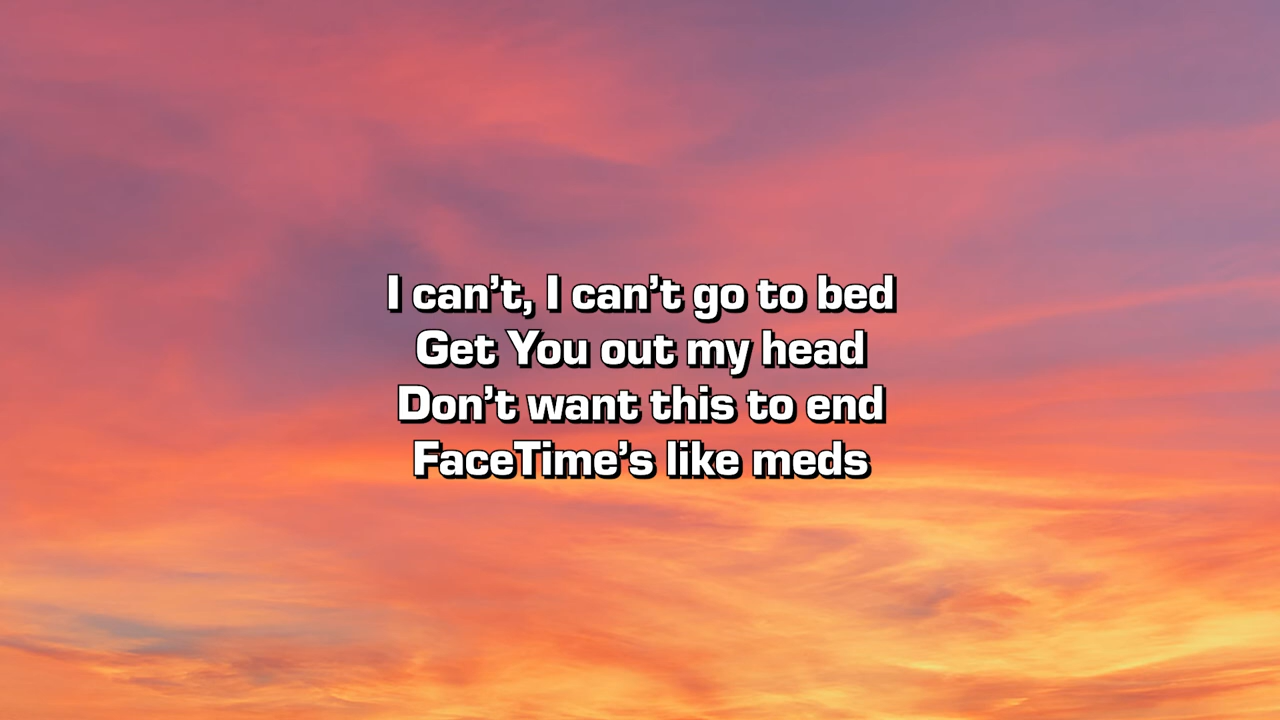 I can’t, I can’t go to bed
Get You out my head
Don’t want this to end
FaceTime’s like meds